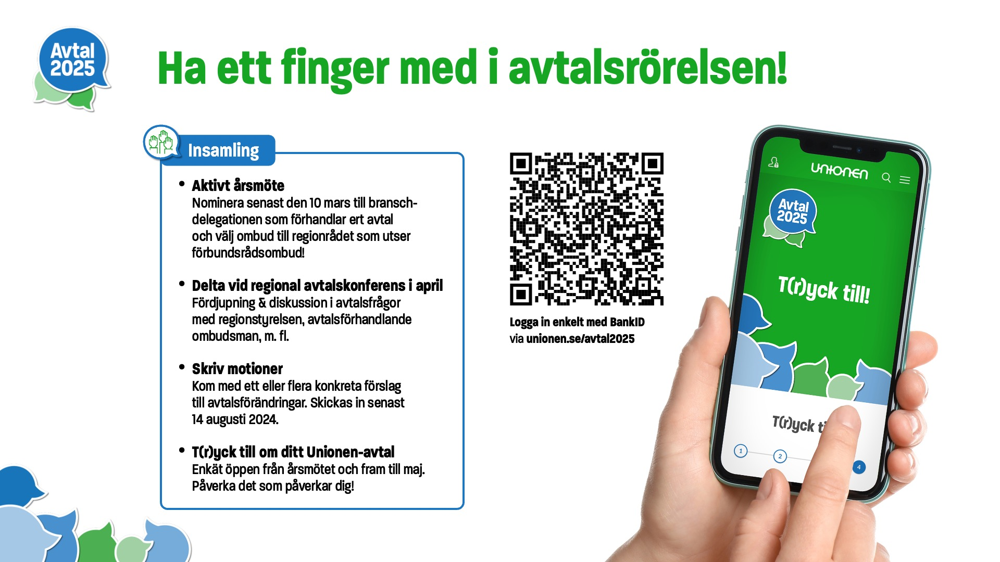 Avtal
2025
Ha ett finger med i avtalsrörelsen!
Insamling
• Aktivt årsmöte
Nominera senast den 10 mars till bransch-
delegationen som förhandlar ert avtal
och välj ombud till regionrådet som utser
förbundsrådsombud!
• Delta vid regional avtalskonferens i april
Fördjupning & diskussion i avtalsfrågor
med regionstyrelsen, avtalsförhandlande
ombudsman, m. fl.
• Skriv motioner
Kom med ett eller flera konkreta förslag
till avtalsförändringar. Skickas in senast
14 augusti 2024.
• T(r)yck till om ditt Unionen-avtal
Enkät öppen från årsmötet och fram till maj.
Påverka det som påverkar dig!
Logga in enkelt med BankID
via unionen.se/avtal2025
UNIONEN
Avtal
2025
T(r)yck till!
T(r)yck ti
1 2 4